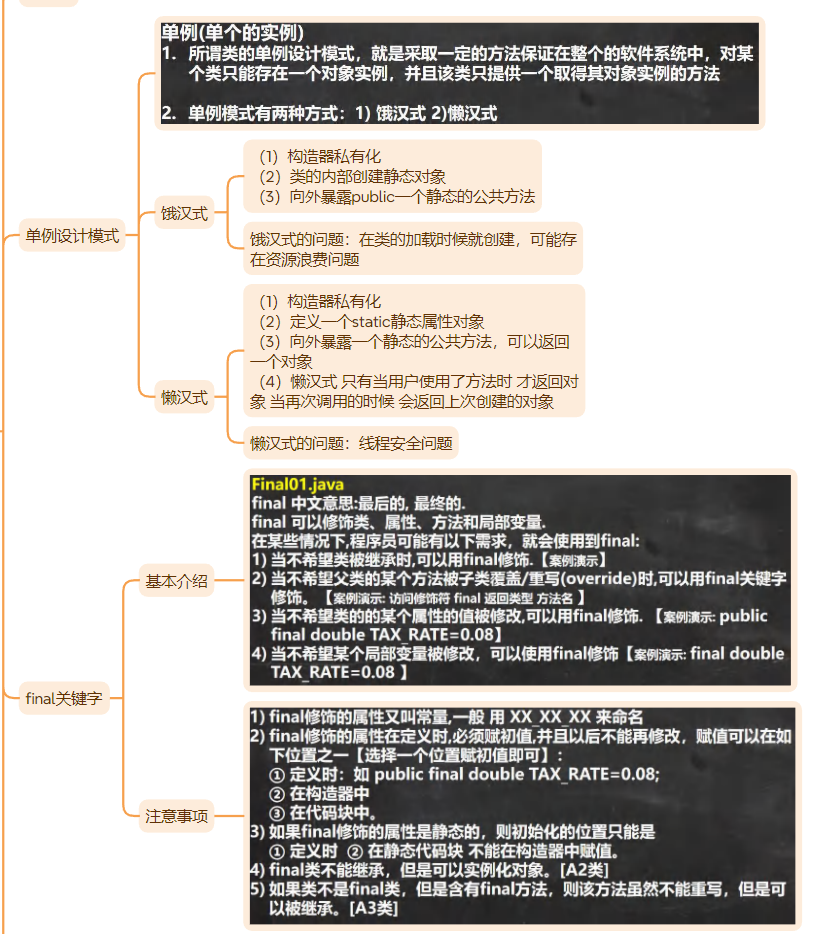 单例(单个的实例)
1. 所谓类的单例设计模式，就是采取一定的方法保证在整个的软件系统中，对某
个类只能存在一个对象实例，并且该类只提供一个取得其对象实例的方法
2. 单例模式有两种方式：1) 饿汉式 2)懒汉式
单例设计模式
饿汉式
（1）构造器私有化
（2）类的内部创建静态对象
（3）向外暴露public一个静态的公共方法
饿汉式的问题：在类的加载时候就创建，可能存
在资源浪费问题
懒汉式
（1）构造器私有化
（2）定义一个static静态属性对象
（3）向外暴露一个静态的公共方法，可以返回
一个对象
（4）懒汉式 只有当用户使用了方法时 才返回对
象 当再次调用的时候 会返回上次创建的对象
懒汉式的问题：线程安全问题
final关键字
基本介绍
Final01.java
final 中文意思:最后的, 最终的.
final 可以修饰类、属性、方法和局部变量.
在某些情况下,程序员可能有以下需求，就会使用到final:
1) 当不希望类被继承时,可以用final修饰.【案例演示】
2) 当不希望父类的某个方法被子类覆盖/重写(override)时,可以用final关键字
修饰。【案例演示: 访问修饰符 final 返回类型 方法名 】
3) 当不希望类的的某个属性的值被修改,可以用final修饰. 【案例演示: public
final double TAX_RATE=0.08】
4) 当不希望某个局部变量被修改，可以使用final修饰【案例演示: final double
TAX_RATE=0.08 】
注意事项
1) final修饰的属性又叫常量,一般 用 XX_XX_XX 来命名
2) final修饰的属性在定义时,必须赋初值,并且以后不能再修改，赋值可以在如
下位置之一【选择一个位置赋初值即可】:
① 定义时：如 public final double TAX_RATE=0.08;
② 在构造器中
③ 在代码块中。
3) 如果final修饰的属性是静态的，则初始化的位置只能是
① 定义时 ② 在静态代码块 不能在构造器中赋值。
4) final类不能继承，但是可以实例化对象。[A2类]
5) 如果类不是final类，但是含有final方法，则该方法虽然不能重写，但是可
以被继承。[A3类]